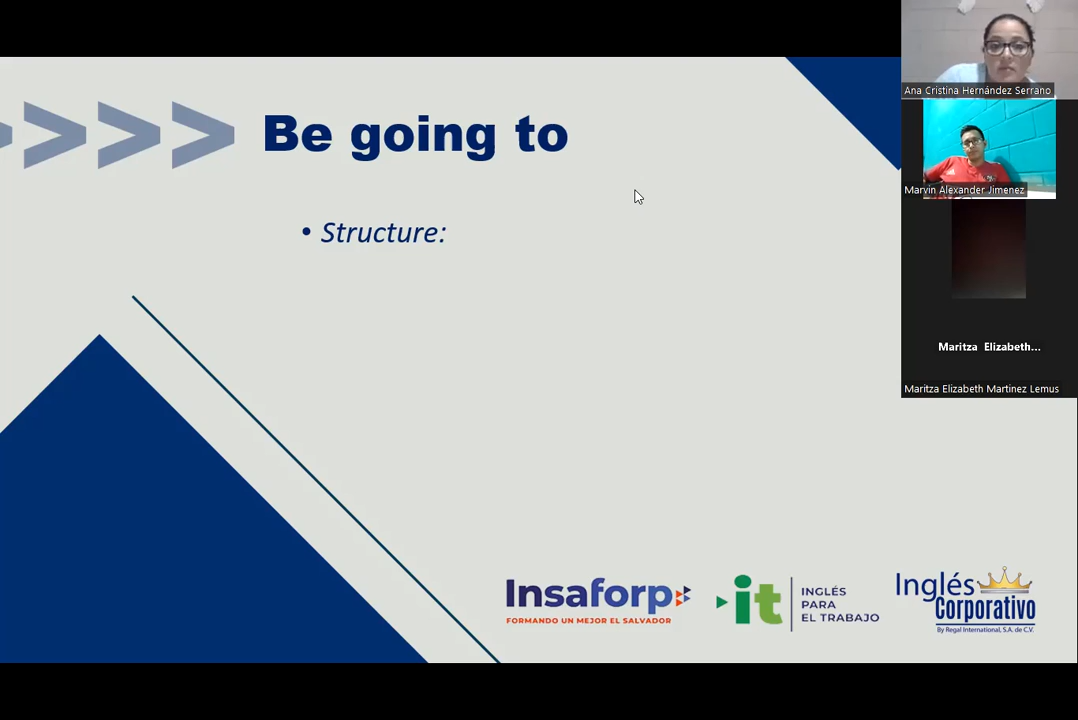 Be going to
• Structure:
Insaforp
FORMANDO UN MEJOR EL SALVADOR
it
INGLÉS
PARA
EL TRABAJO
Inglés
Corporativo
By Regal International, S.A. de C.V.
Ana Cristina Hernández Serrano
Marvin Alexander Jimenez
Maritza Elizabeth...
Maritza Elizabeth Martinez Lemus